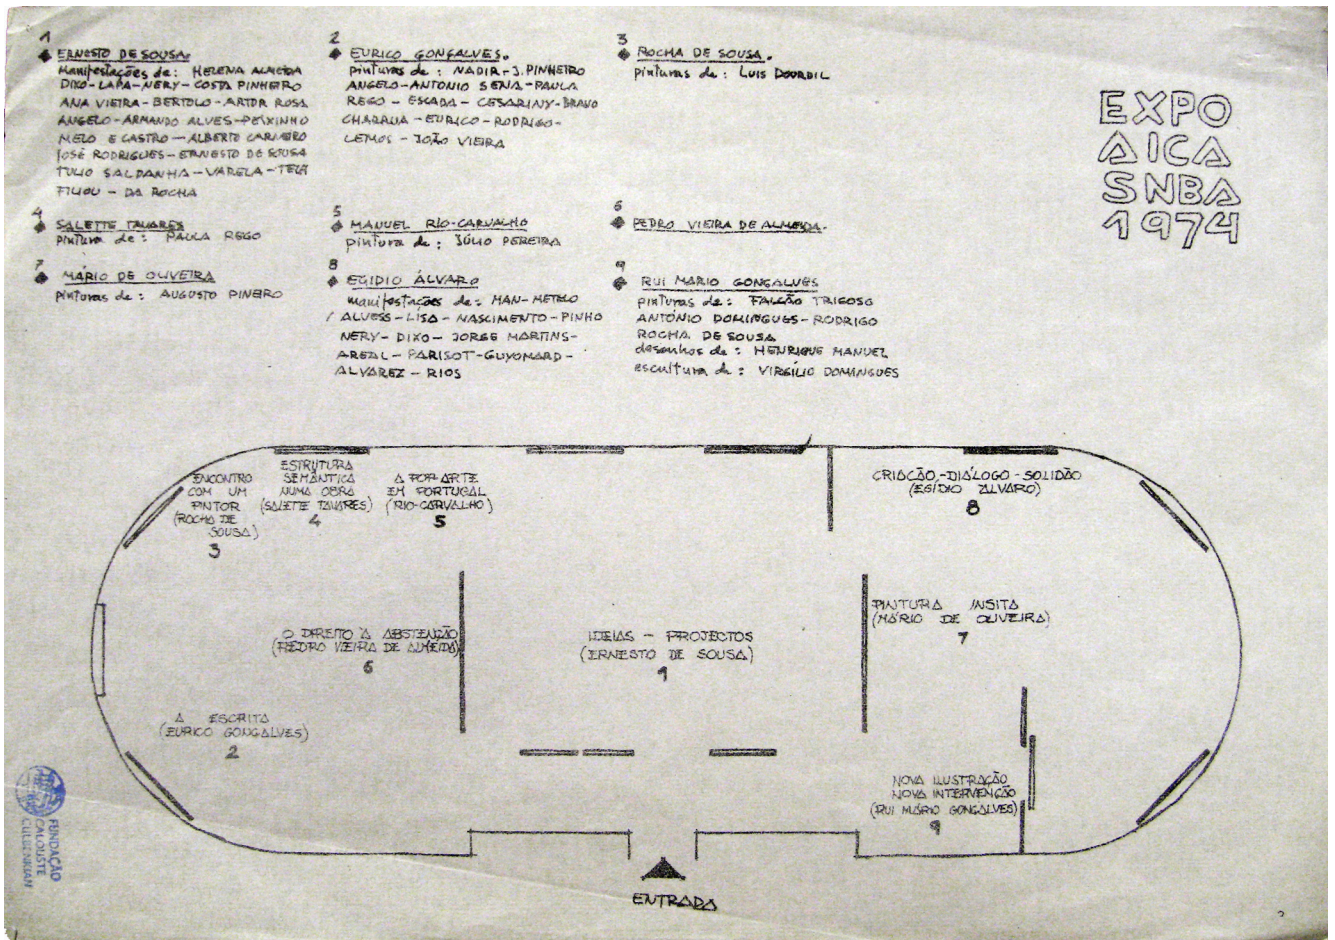 1
ERNESTO DE SOUSA.
manifestações de: HELENA ALMEIDA
DIXO-LAPA-NERY-COSTA PINHEIRO
ANA VIEIRA-BERTOLO-ARTUR ROSA
ANGELO-ARMANDO ALVES-PEIXINHO
MELO E CASTRO-ALBERTO CARNEIRO
JOSÉ RODRIGUES-ERNESTO DE SOUSA
TULIO SALDANHA-VARELA-
FILIOU - DA ROCHA
2
EURICO GONÇALVES.
pinturas de: NADIR-J.PINHEIRO
ANGELO-ANTONIO SENA-PAULA
REGO - ESCADA - CESARINY-BRAVO
CHARRUA-EURICO-RODRIGO-
LEMOS - JOÃO VIEIRA
3
ROCHA DE SOUSA.
pinturas de: LUIS DOURDIL
EXPO
AICA
SNBA
1974
4
SALETTE TAVARES
pintura de: PAULA REGO
5
MANUEL RIO-CARVALHO
pintura de: JÚLIO PEREIRA
6
PEDRO VIEIRA DE ALMEIDA.
7
MÁRIO DE OLIVEIRA
pinturas de: AUGUSTO PINEIRO
8
EGIDIO ÁLVARO
manifestações de: MAN-METELO
/ ALVESS-LISA-NASCIMENTO-PINHO
NERY-DIXO-JORGE MARTINS-
AREAL-PARISOT-GUYOMARD-
ALVAREZ-RIOS
9
RUI MARIO GONÇALVES
pinturas de: FALCÃO TRIGOSO
ANTÓNIO DOMINGUES-RODRIGO
ROCHA DE SOUSA
desenhos de: HENRIQUE MANUEL
escultura de: VIRGÍLIO DOMINGUES
ENCONTRO
COM UM
PINTOR
(ROCHA DE
SOUSA)
3
ESTRUTURA
SEMÂNTICA
NUMA OBRA
(SALETTE TAVARES)
4
A POP ARTE
EM PORTUGAL
(RIO-CARVALHO)
5
CRIAÇÃO-DIÁLOGO-SOLIDÃO
(EGÍDIO ALVARO)
8
O DIREITO À ABSTENÇÃO
(PEDRO VIEIRA DE ALMEIDA)
6
IDEIAS - PROJECTOS
(ERNESTO DE SOUSA)
1
PINTURA INSITA
(MÁRIO DE OLIVEIRA)
7
A ESCRITA
(EURICO GONÇALVES)
2
NOVA ILUSTRAÇÃO
NOVA INTERVENÇÃO
(RUI MÁRIO GONÇALVES)
9
ENTRADA
FUNDAÇÃO
CALOUSTE
GULBENKIAN